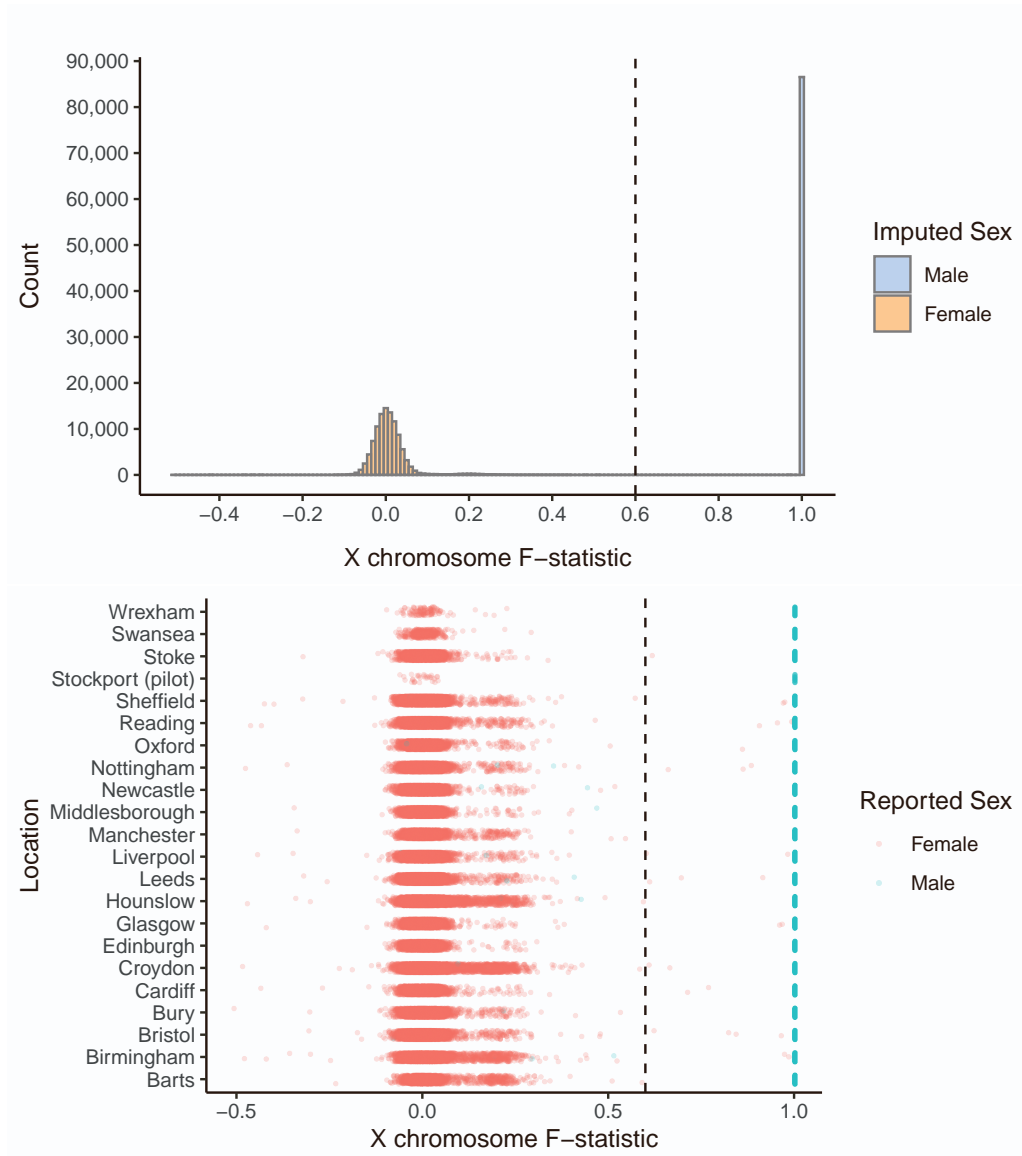 90,000
80,000
70,000
60,000
50,000
40,000
30,000
20,000
10,000
0
Count
−0.4 −0.2 0.0 0.2 0.4 0.6 0.8 1.0
X chromosome F−statistic
Imputed Sex
Male
Female
Wrexham
Swansea
Stoke
Stockport (pilot)
Sheffield
Reading
Oxford
Nottingham
Newcastle
Middlesborough
Manchester
Liverpool
Leeds
Hounslow
Glasgow
Edinburgh
Croydon
Cardiff
Bury
Bristol
Birmingham
Barts
Location
−0.5 0.0 0.5 1.0
X chromosome F−statistic
Reported Sex
Female
Male